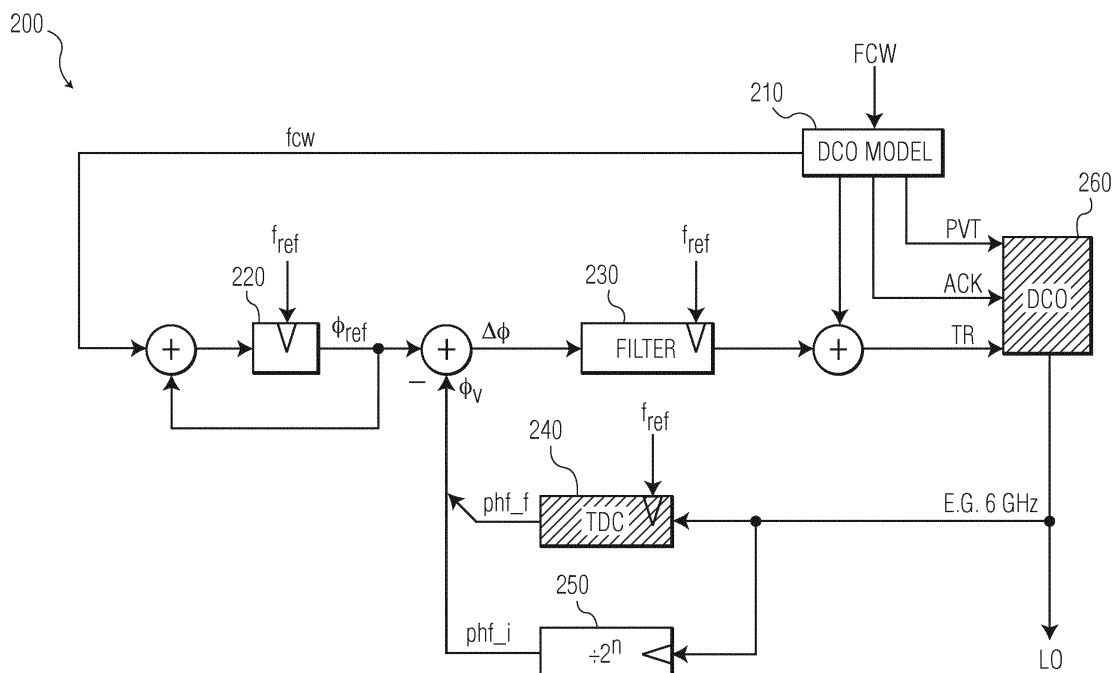 200
FCW
210
fcw
DCO MODEL
260
PVT
f_ref
f_ref
220
230
ACK
DCO
ϕ_ref
Δϕ
+
+
FILTER
+
TR
−
ϕ_v
f_ref
240
phf_f
TDC
E.G. 6 GHz
250
phf_i
÷2^n
LO